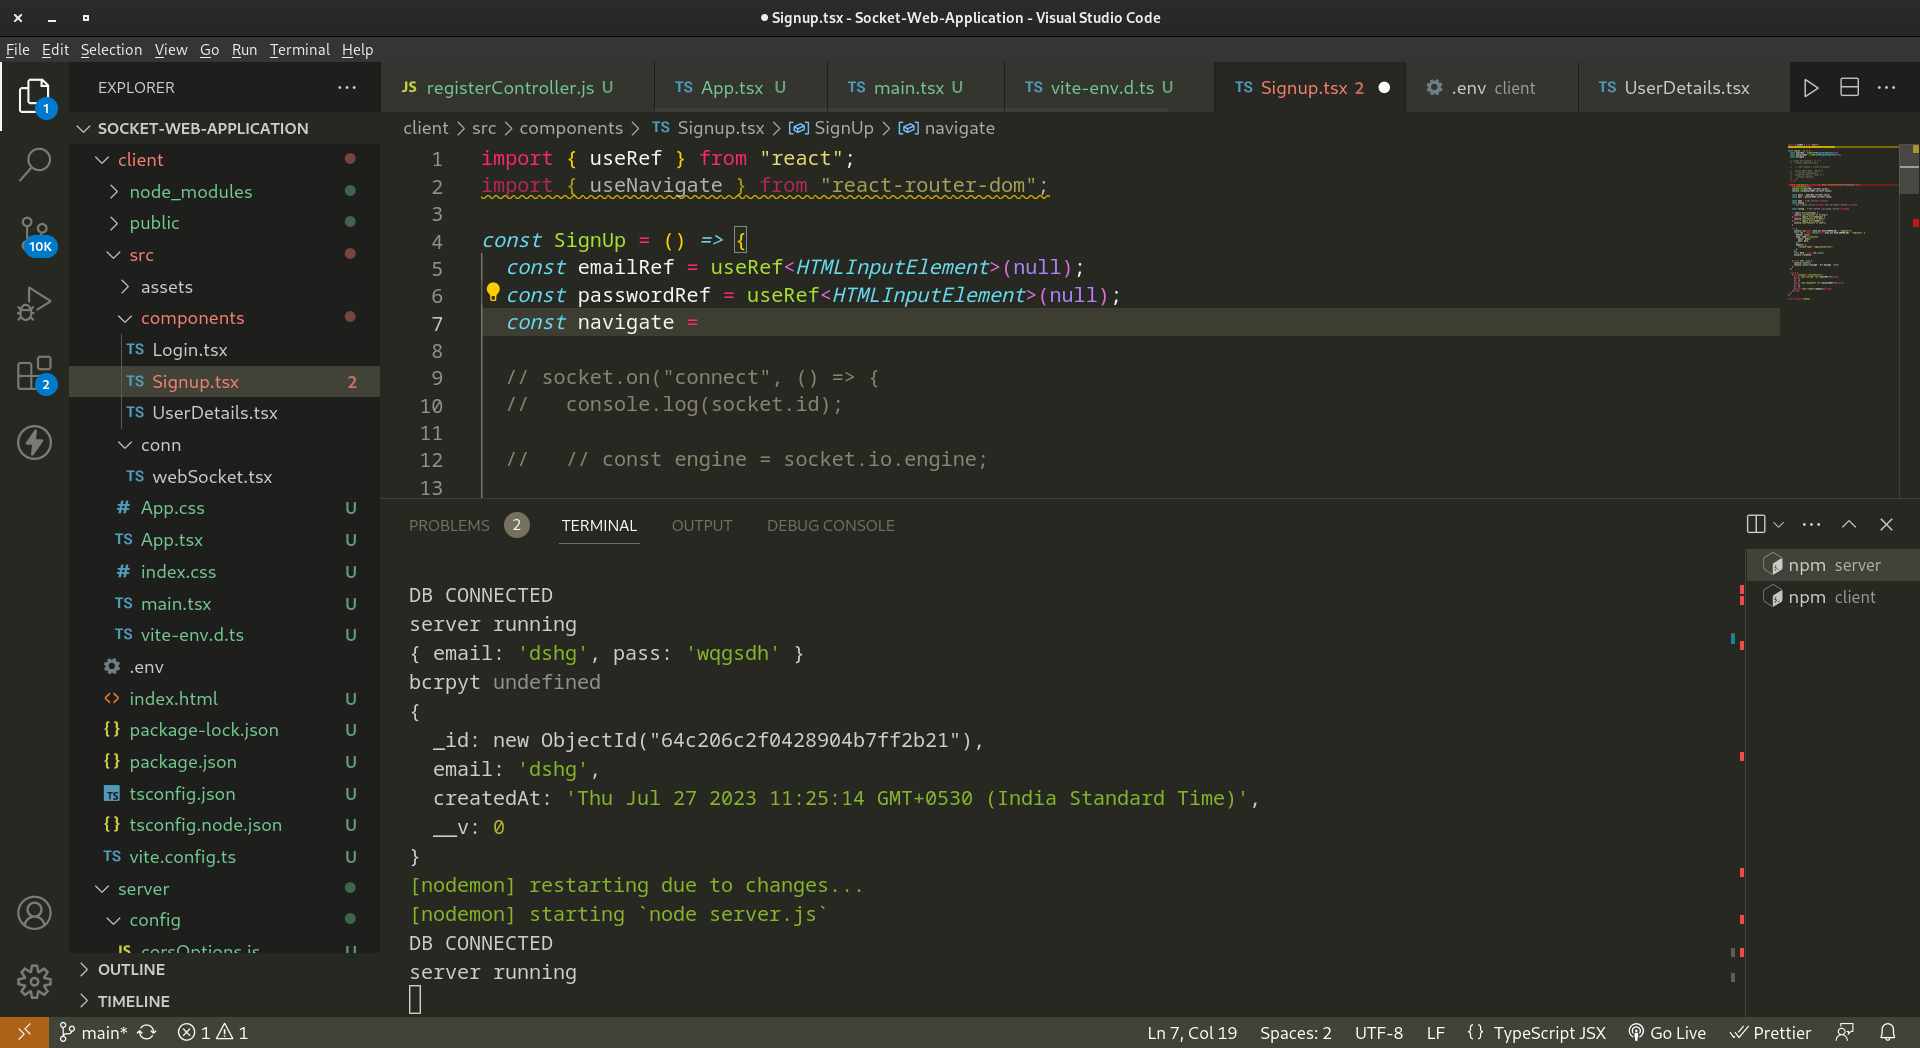 Signup.tsx - Socket-Web-Application - Visual Studio Code
File Edit Selection View Go Run Terminal Help
EXPLORER
SOCKET-WEB-APPLICATION
client
node_modules
public
src
assets
components
TS Login.tsx
TS Signup.tsx 2
TS UserDetails.tsx
conn
TS webSocket.tsx
# App.css U
TS App.tsx U
# index.css U
TS main.tsx U
TS vite-env.d.ts U
.env
<> index.html U
{} package-lock.json U
{} package.json U
TS tsconfig.json U
{} tsconfig.node.json U
TS vite.config.ts U
server
config
JS corsOptions.js U
OUTLINE
TIMELINE
1
10K
2
JS registerController.js U
TS App.tsx U
TS main.tsx U
TS vite-env.d.ts U
TS Signup.tsx 2
.env client
TS UserDetails.tsx
client > src > components > TS Signup.tsx > SignUp > navigate
1 import { useRef } from "react";
2 import { useNavigate } from "react-router-dom";
3
4 const SignUp = () => {
5 const emailRef = useRef<HTMLInputElement>(null);
6 const passwordRef = useRef<HTMLInputElement>(null);
7 const navigate =
8
9 // socket.on("connect", () => {
10 //   console.log(socket.id);
11
12 //   // const engine = socket.io.engine;
13
PROBLEMS 2 TERMINAL OUTPUT DEBUG CONSOLE
DB CONNECTED
server running
{ email: 'dshg', pass: 'wqgsdh' }
bcrpyt undefined
{
_id: new ObjectId("64c206c2f0428904b7ff2b21"),
email: 'dshg',
createdAt: 'Thu Jul 27 2023 11:25:14 GMT+0530 (India Standard Time)',
__v: 0
}
[nodemon] restarting due to changes...
[nodemon] starting `node server.js`
DB CONNECTED
server running
npm server
npm client
main* 1 1
Ln 7, Col 19 Spaces: 2 UTF-8 LF {} TypeScript JSX Go Live Prettier